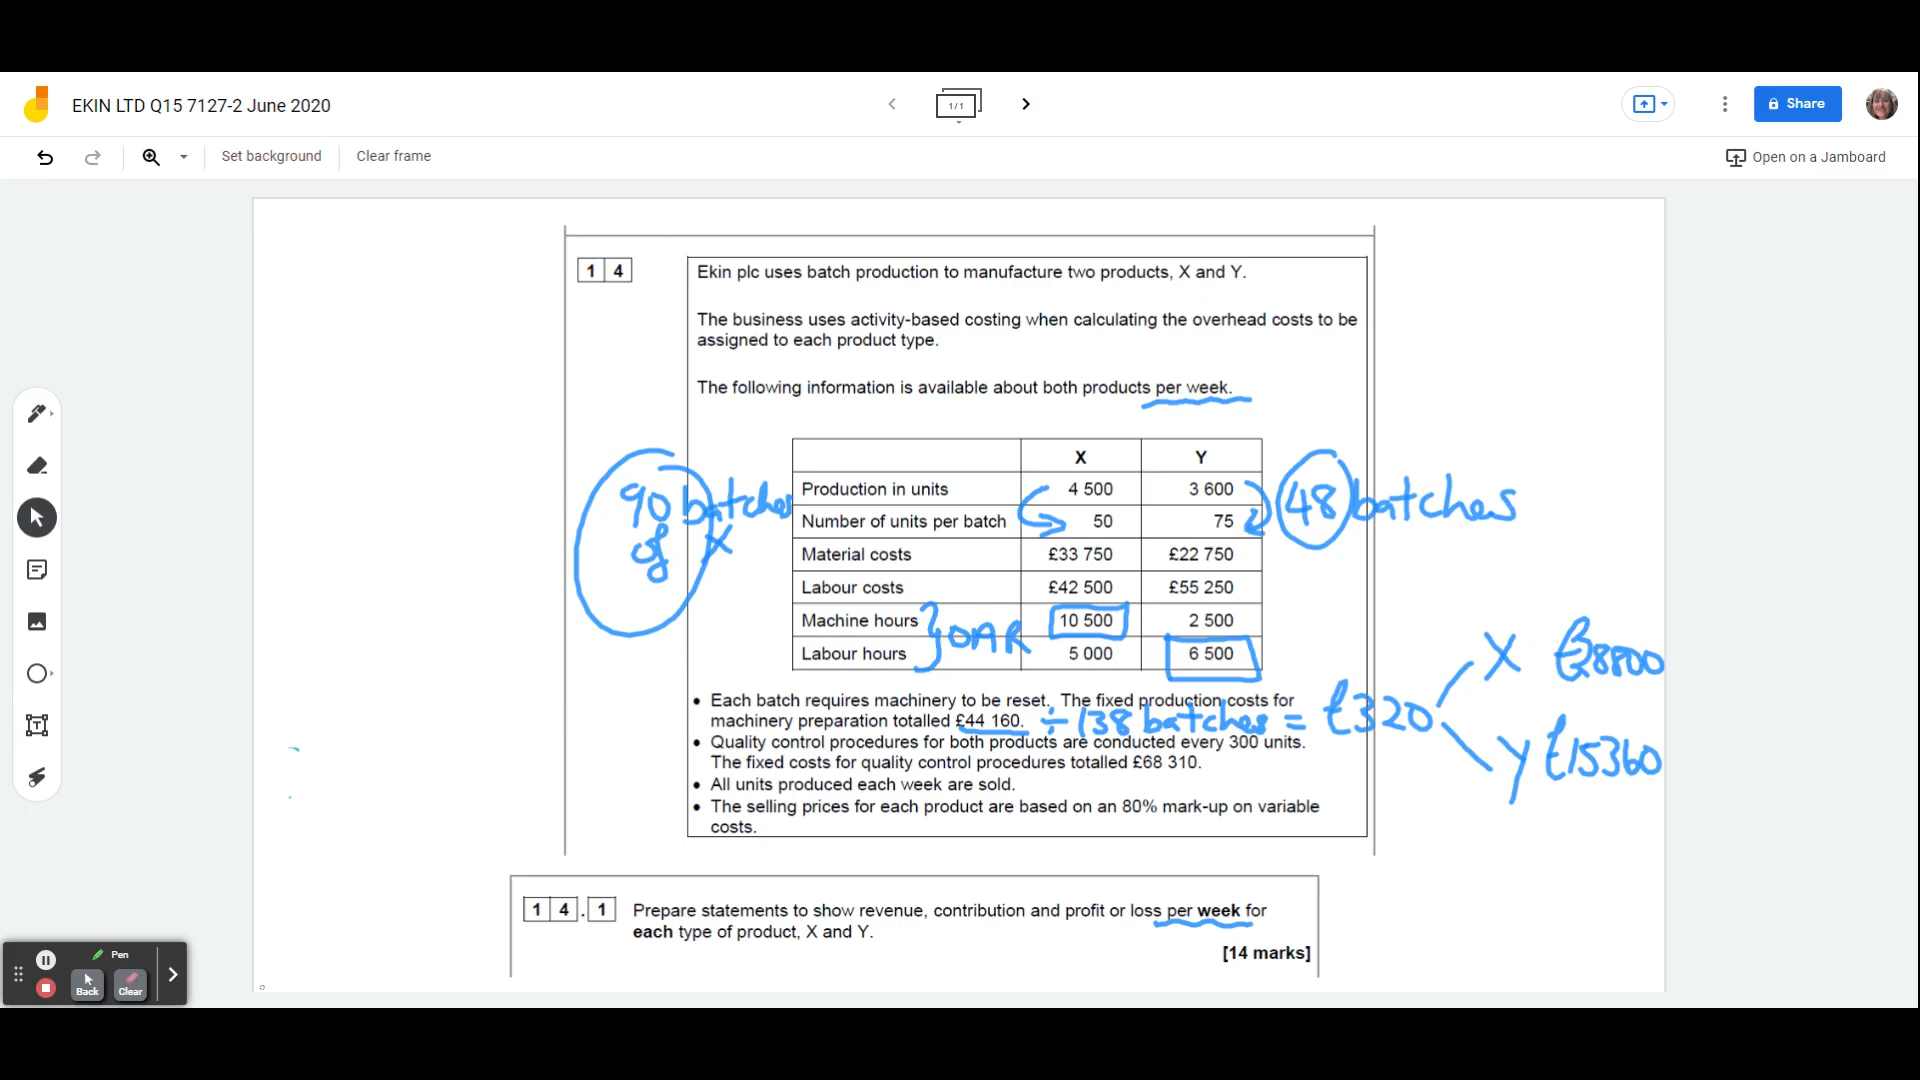 EKIN LTD Q15 7127-2 June 2020
1/1
Share
Set background
Clear frame
Open on a Jamboard
1 4
Ekin plc uses batch production to manufacture two products, X and Y.
The business uses activity-based costing when calculating the overhead costs to be
assigned to each product type.
The following information is available about both products per week.
X Y
Production in units 4 500 3 600
Number of units per batch 50 75
Material costs £33 750 £22 750
Labour costs £42 500 £55 250
Machine hours 10 500 2 500
Labour hours 5 000 6 500
90 batches
of X
48 batches
OAR
• Each batch requires machinery to be reset. The fixed production costs for
machinery preparation totalled £44 160.
÷ 138 batches = £320
X £28800
Y £15360
• Quality control procedures for both products are conducted every 300 units.
The fixed costs for quality control procedures totalled £68 310.
• All units produced each week are sold.
• The selling prices for each product are based on an 80% mark-up on variable
costs.
1 4 . 1 Prepare statements to show revenue, contribution and profit or loss per week for
each type of product, X and Y.
[14 marks]
Pen
Back
Clear